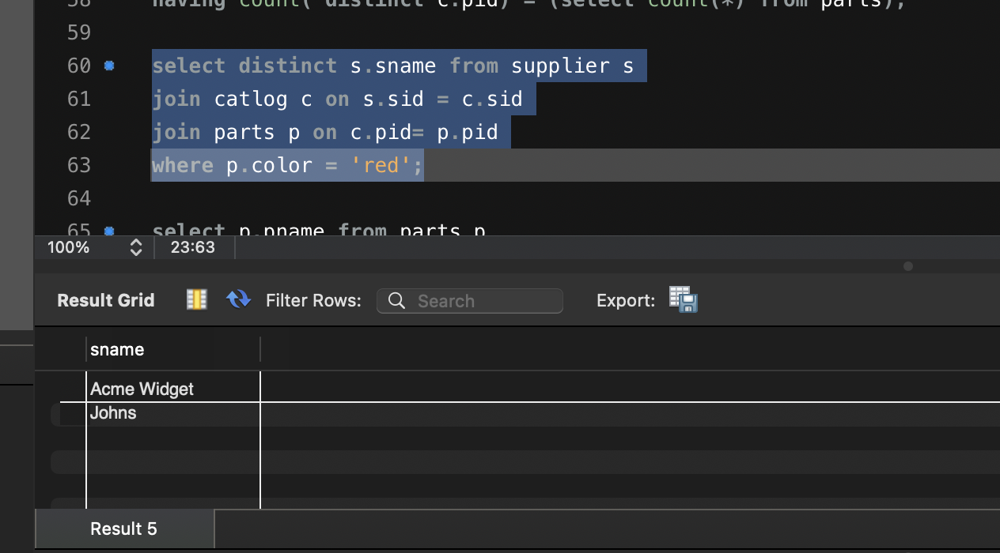 58 having count( distinct c.pid) = (select count(*) from parts);
59
60 select distinct s.sname from supplier s
61 join catlog c on s.sid = c.sid
62 join parts p on c.pid= p.pid
63 where p.color = 'red';
64
65 select p.pname from parts p
100% 23:63
Result Grid Filter Rows: Search Export:
sname
Acme Widget
Johns
Result 5